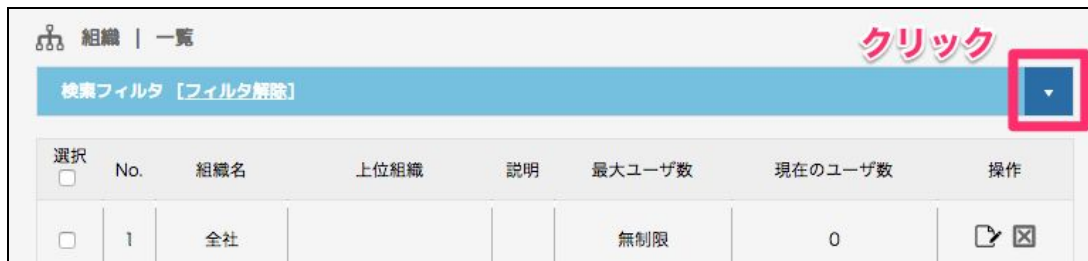 組織 | 一覧
クリック
検索フィルタ [フィルタ解除]
選択 No. 組織名 上位組織 説明 最大ユーザ数 現在のユーザ数 操作
1 全社 無制限 0